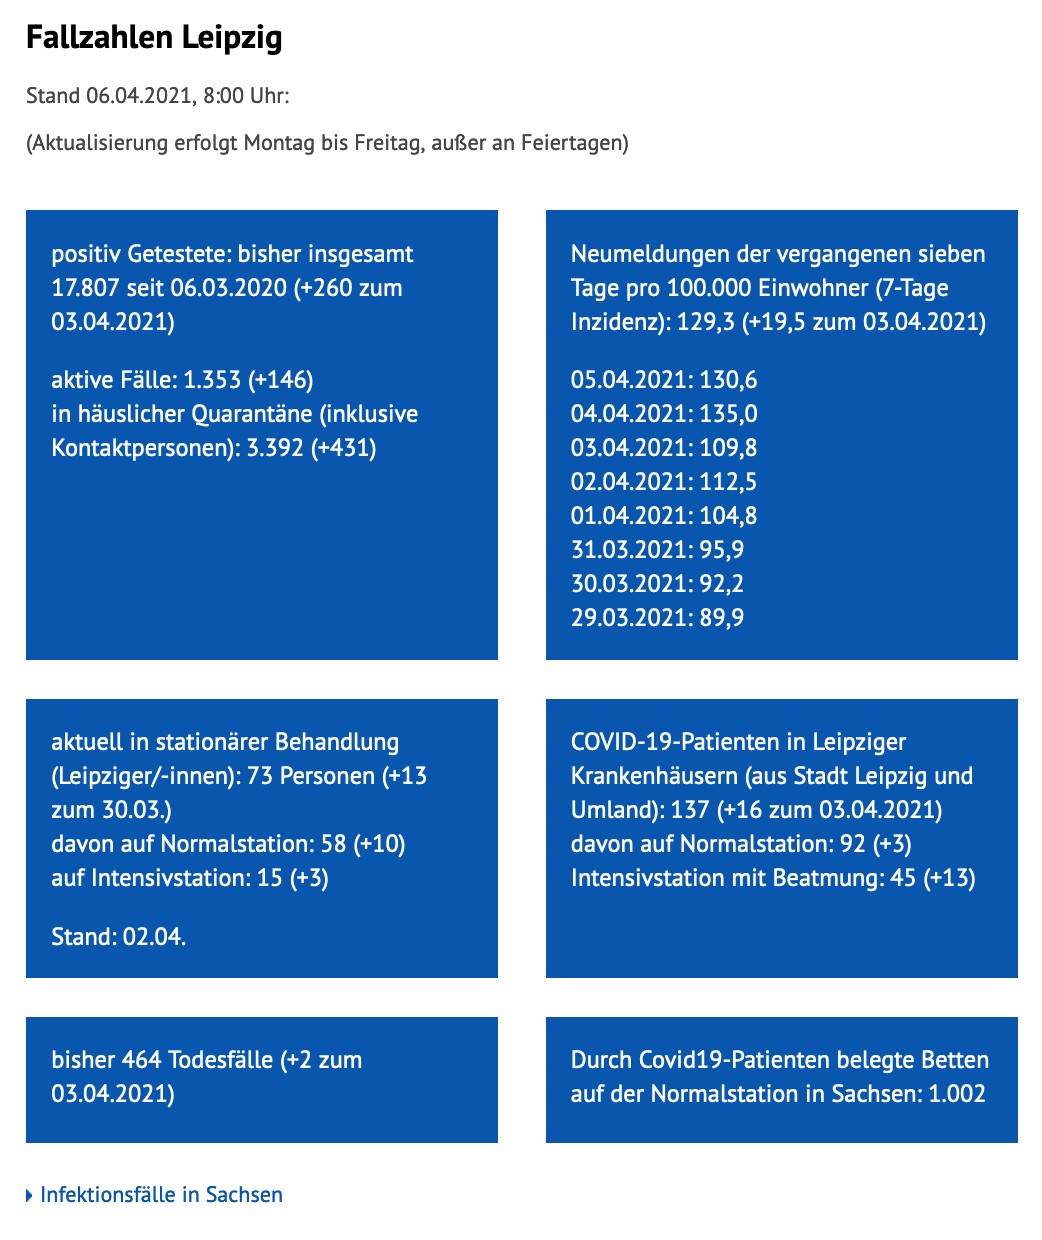 Fallzahlen Leipzig
Stand 06.04.2021, 8:00 Uhr:
(Aktualisierung erfolgt Montag bis Freitag, außer an Feiertagen)
positiv Getestete: bisher insgesamt
17.807 seit 06.03.2020 (+260 zum
03.04.2021)
aktive Fälle: 1.353 (+146)
in häuslicher Quarantäne (inklusive
Kontaktpersonen): 3.392 (+431)
Neumeldungen der vergangenen sieben
Tage pro 100.000 Einwohner (7-Tage
Inzidenz): 129,3 (+19,5 zum 03.04.2021)
05.04.2021: 130,6
04.04.2021: 135,0
03.04.2021: 109,8
02.04.2021: 112,5
01.04.2021: 104,8
31.03.2021: 95,9
30.03.2021: 92,2
29.03.2021: 89,9
aktuell in stationärer Behandlung
(Leipziger/-innen): 73 Personen (+13
zum 30.03.)
davon auf Normalstation: 58 (+10)
auf Intensivstation: 15 (+3)
Stand: 02.04.
COVID-19-Patienten in Leipziger
Krankenhäusern (aus Stadt Leipzig und
Umland): 137 (+16 zum 03.04.2021)
davon auf Normalstation: 92 (+3)
Intensivstation mit Beatmung: 45 (+13)
bisher 464 Todesfälle (+2 zum
03.04.2021)
Durch Covid19-Patienten belegte Betten
auf der Normalstation in Sachsen: 1.002
Infektionsfälle in Sachsen